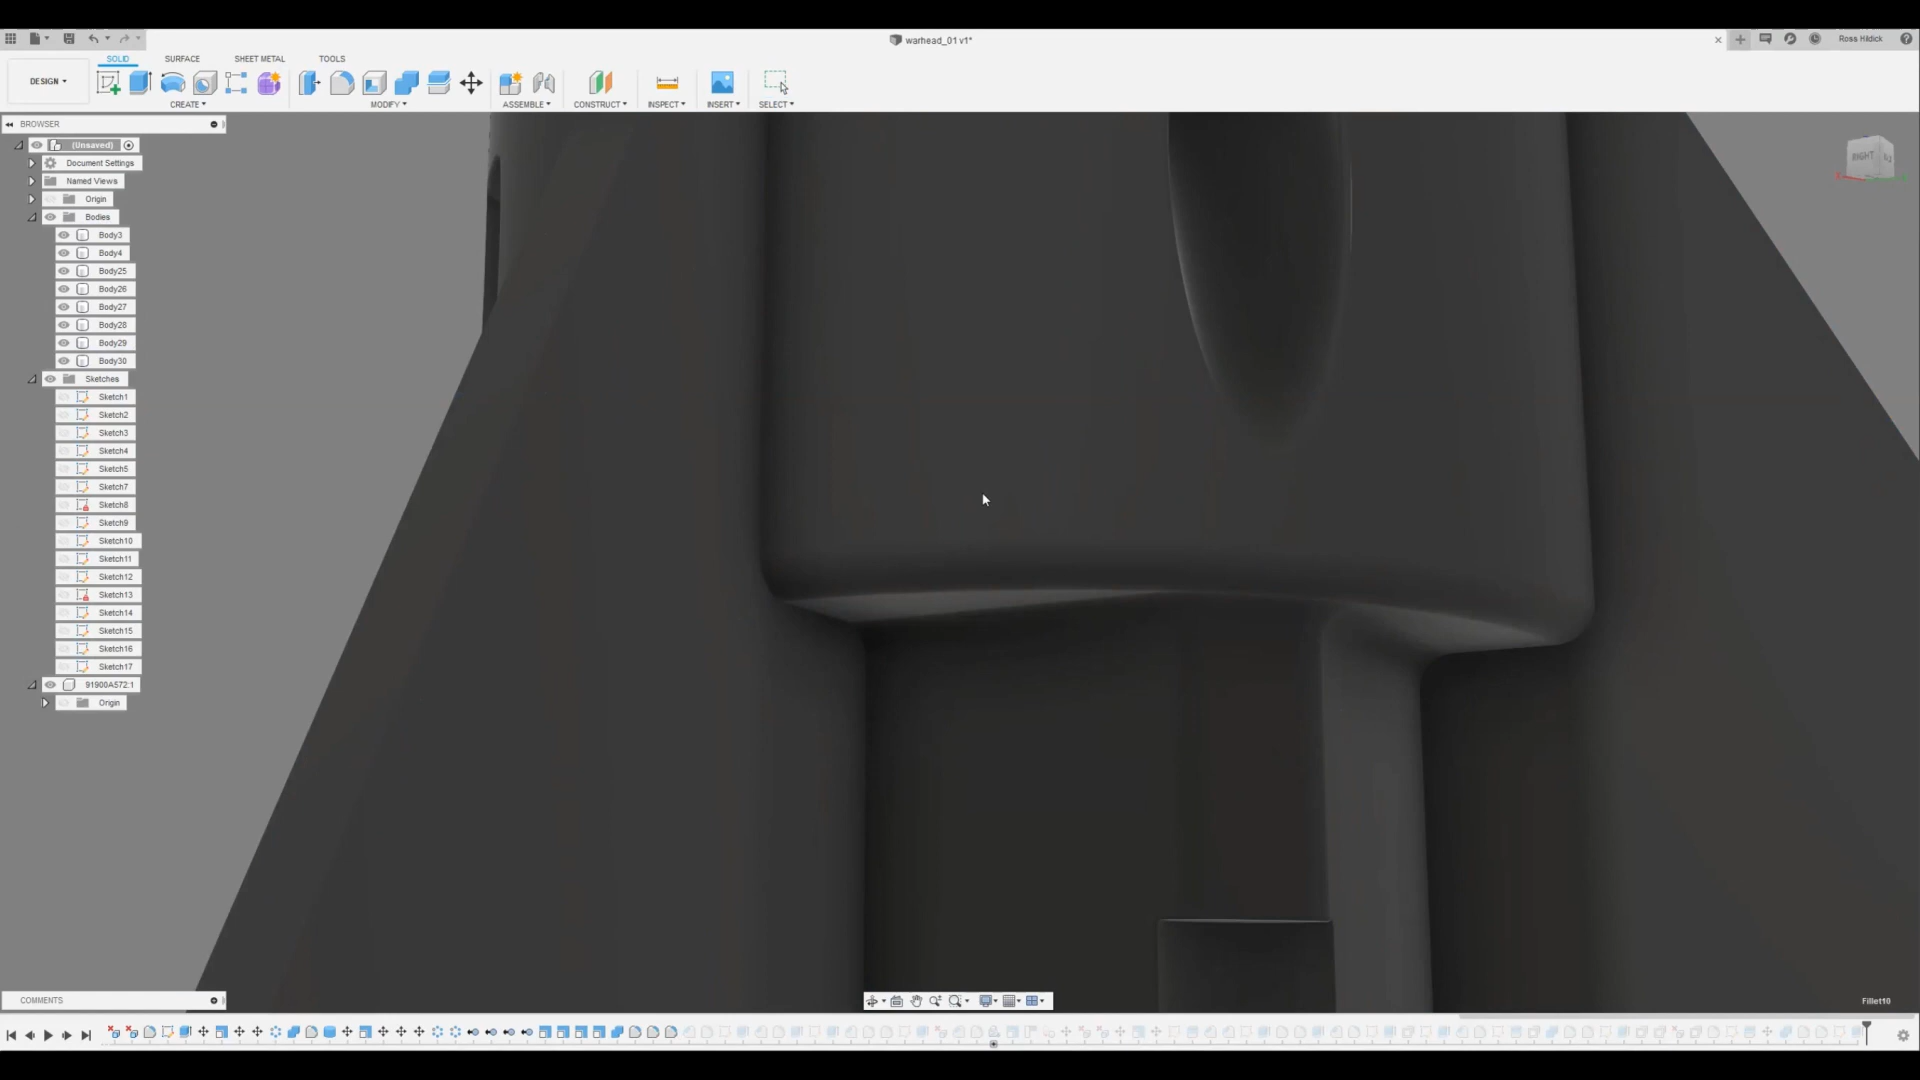 warhead_01 v1*
Ross Hildick
SOLID SURFACE SHEET METAL TOOLS
DESIGN
CREATE MODIFY ASSEMBLE CONSTRUCT INSPECT INSERT SELECT
BROWSER
(Unsaved)
Document Settings
Named Views
Origin
Bodies
Body3
Body4
Body25
Body26
Body27
Body28
Body29
Body30
Sketches
Sketch1
Sketch2
Sketch3
Sketch4
Sketch5
Sketch7
Sketch8
Sketch9
Sketch10
Sketch11
Sketch12
Sketch13
Sketch14
Sketch15
Sketch16
Sketch17
91900A572:1
Origin
RIGHT
COMMENTS
Fillet10